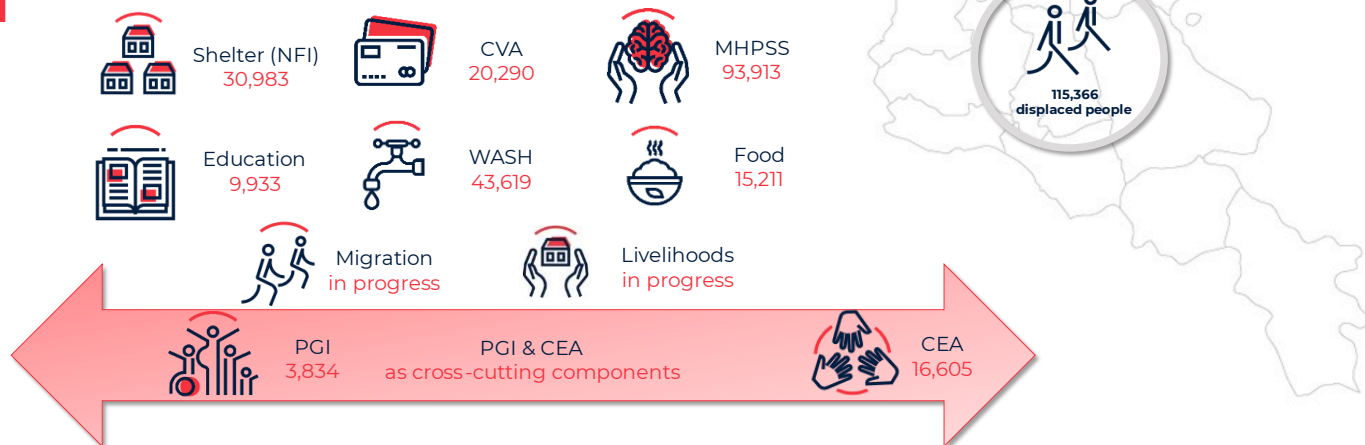 Shelter (NFI)
30,983
CVA
20,290
MHPSS
93,913
115,366
displaced people
Education
9,933
WASH
43,619
Food
15,211
Migration
in progress
Livelihoods
in progress
PGI
3,834
PGI & CEA
as cross-cutting components
CEA
16,605